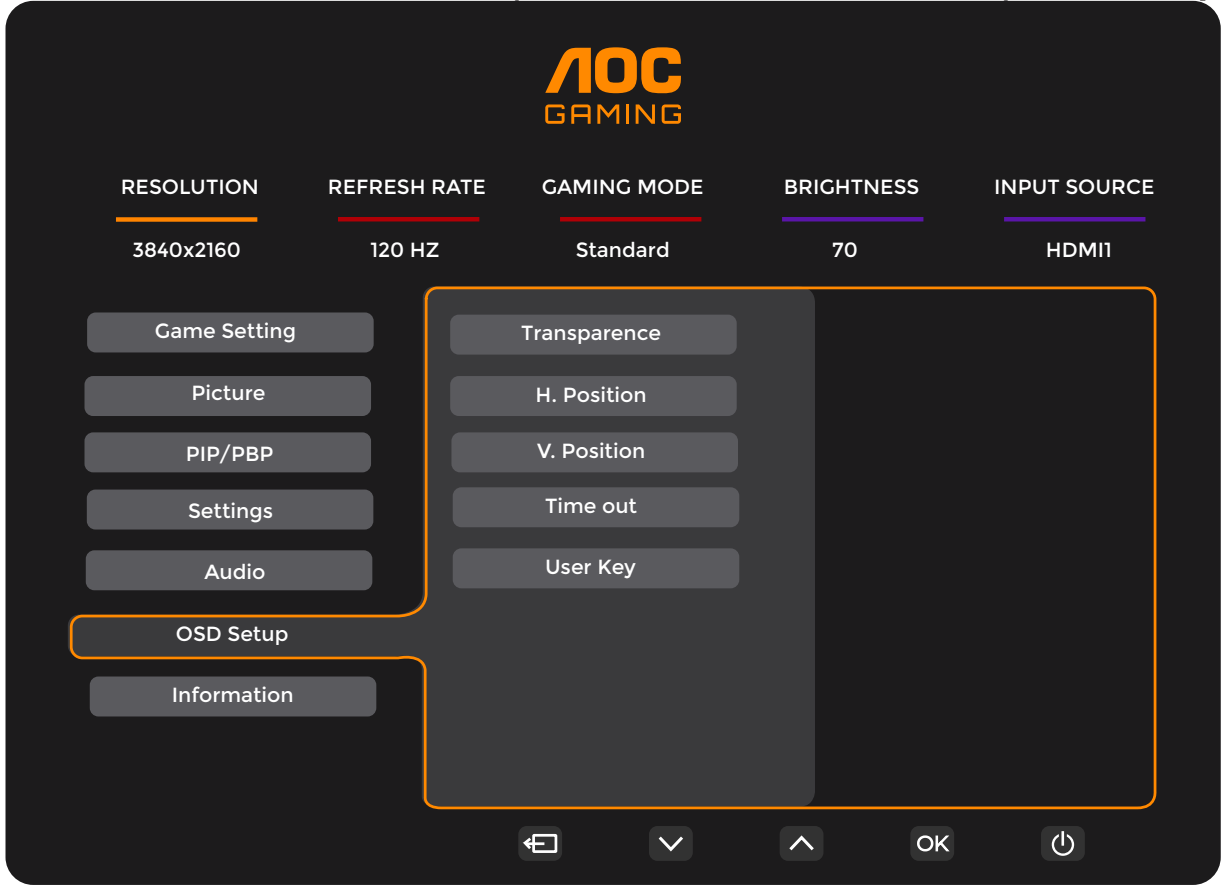 AOC
GAMING
RESOLUTION REFRESH RATE GAMING MODE BRIGHTNESS INPUT SOURCE
3840x2160 120 HZ Standard 70 HDMI1
Game Setting
Picture
PIP/PBP
Settings
Audio
OSD Setup
Information
Transparence
H. Position
V. Position
Time out
User Key
OK